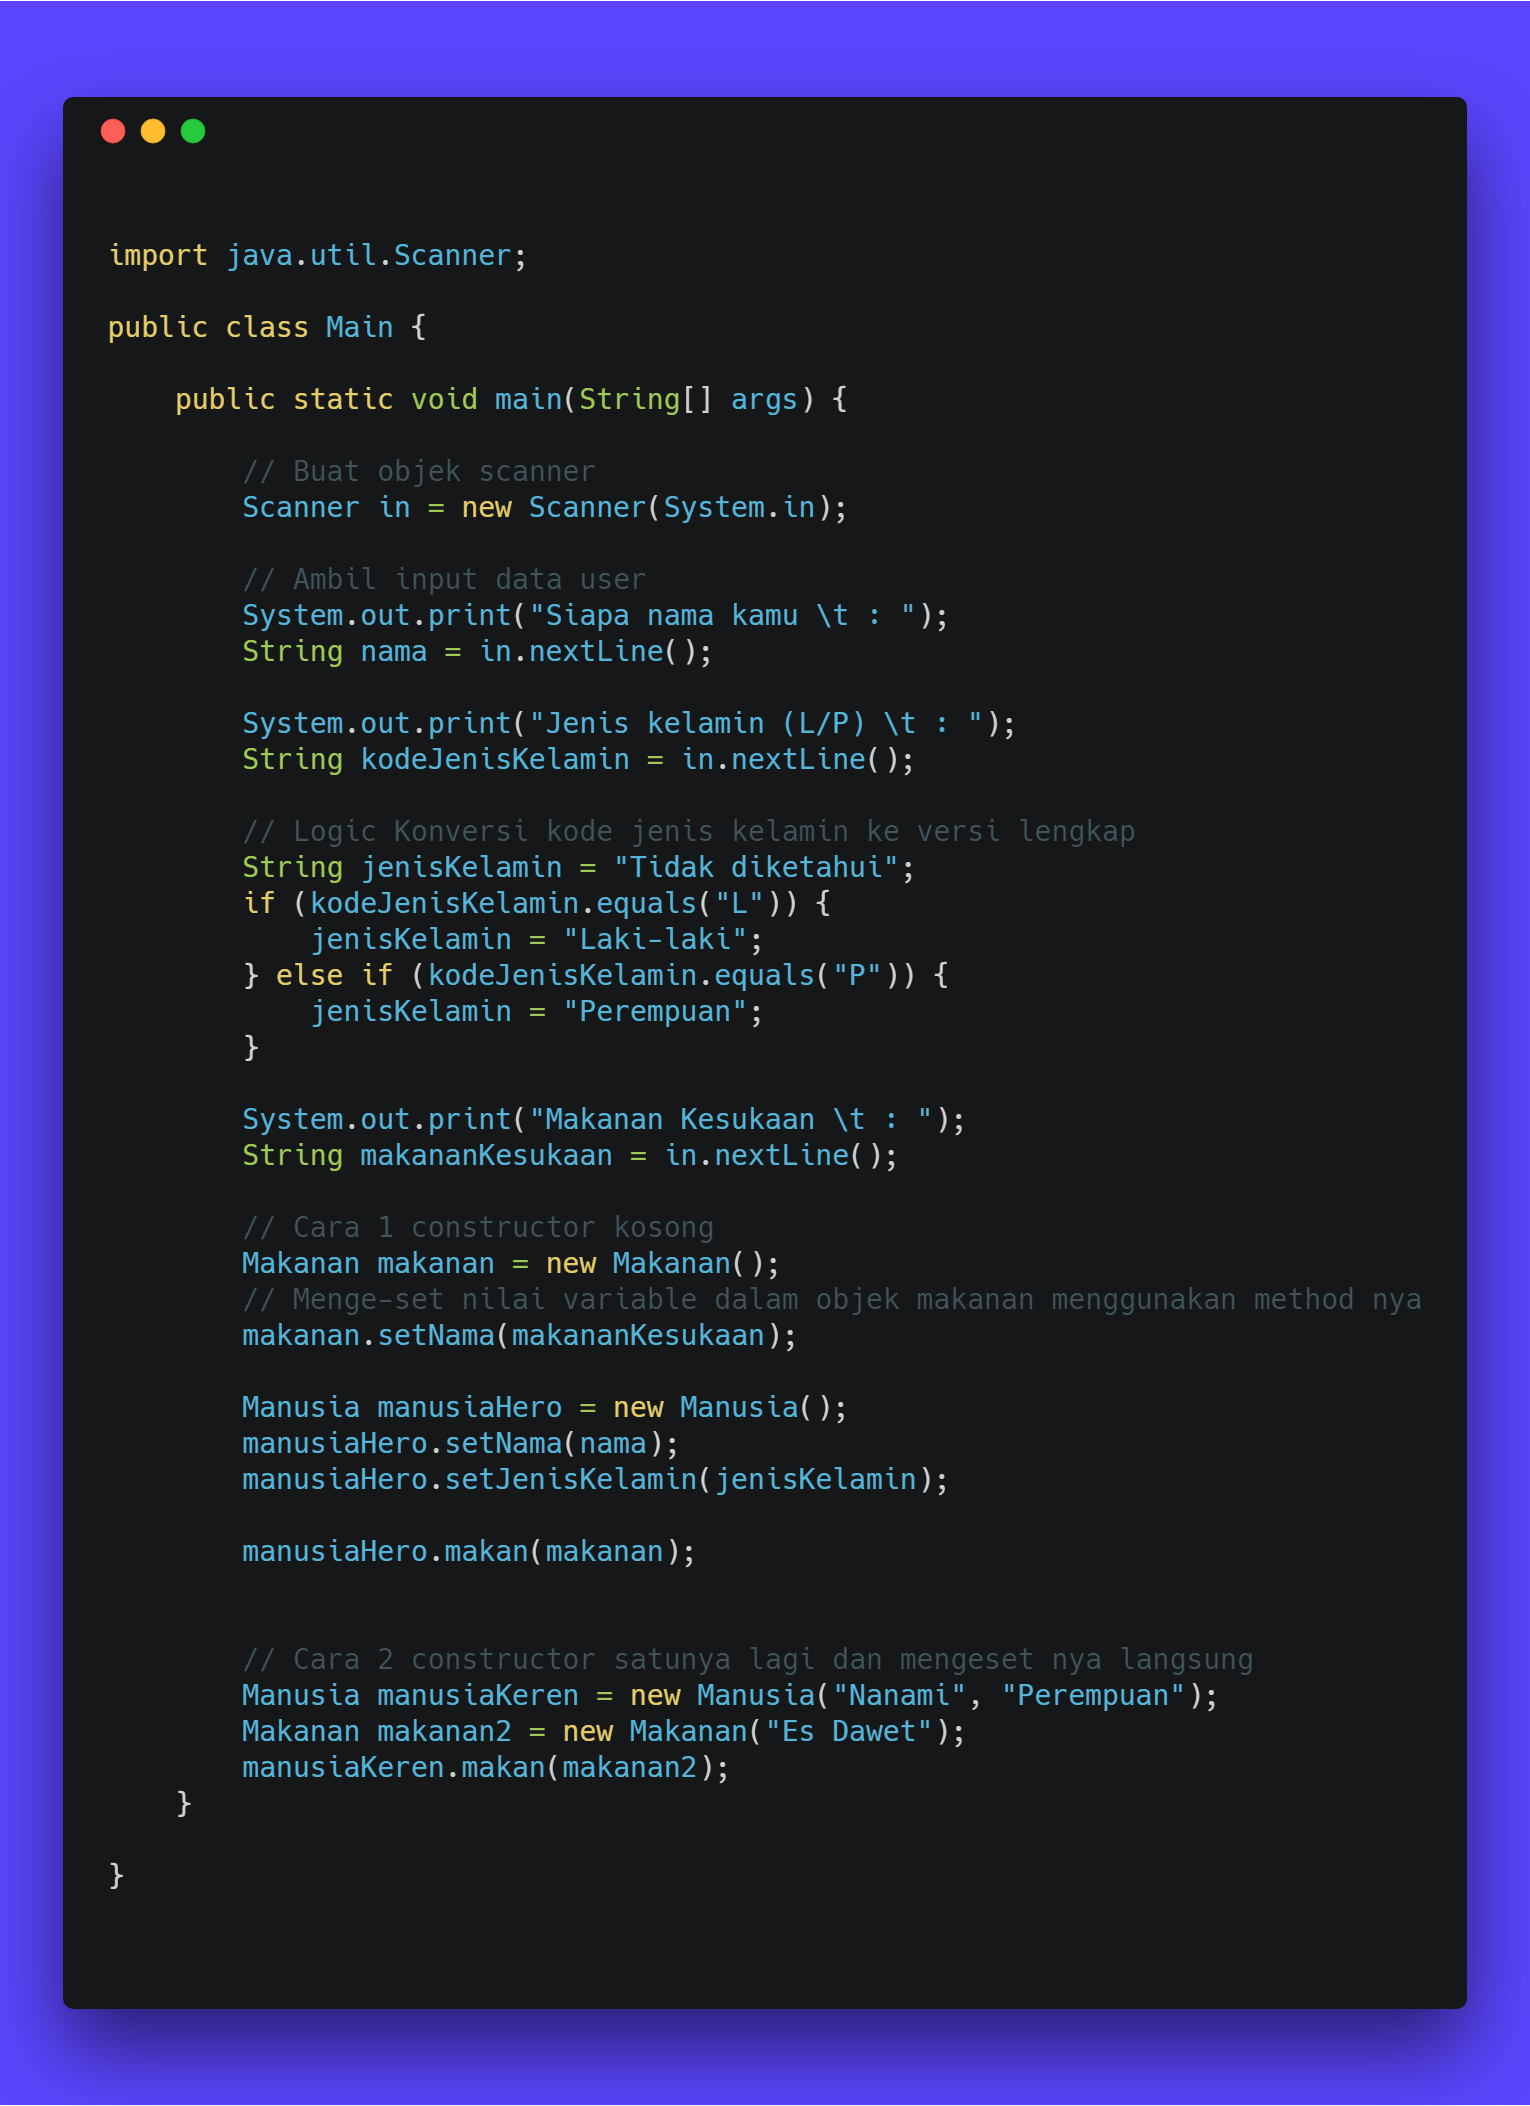 import java.util.Scanner;
public class Main {
    public static void main(String[] args) {
        // Buat objek scanner
        Scanner in = new Scanner(System.in);
        // Ambil input data user
        System.out.print("Siapa nama kamu \t : ");
        String nama = in.nextLine();
        System.out.print("Jenis kelamin (L/P) \t : ");
        String kodeJenisKelamin = in.nextLine();
        // Logic Konversi kode jenis kelamin ke versi lengkap
        String jenisKelamin = "Tidak diketahui";
        if (kodeJenisKelamin.equals("L")) {
            jenisKelamin = "Laki-laki";
        } else if (kodeJenisKelamin.equals("P")) {
            jenisKelamin = "Perempuan";
        }
        System.out.print("Makanan Kesukaan \t : ");
        String makananKesukaan = in.nextLine();
        // Cara 1 constructor kosong
        Makanan makanan = new Makanan();
        // Menge-set nilai variable dalam objek makanan menggunakan method nya
        makanan.setNama(makananKesukaan);
        Manusia manusiaHero = new Manusia();
        manusiaHero.setNama(nama);
        manusiaHero.setJenisKelamin(jenisKelamin);
        manusiaHero.makan(makanan);
        // Cara 2 constructor satunya lagi dan mengeset nya langsung
        Manusia manusiaKeren = new Manusia("Nanami", "Perempuan");
        Makanan makanan2 = new Makanan("Es Dawet");
        manusiaKeren.makan(makanan2);
    }
}